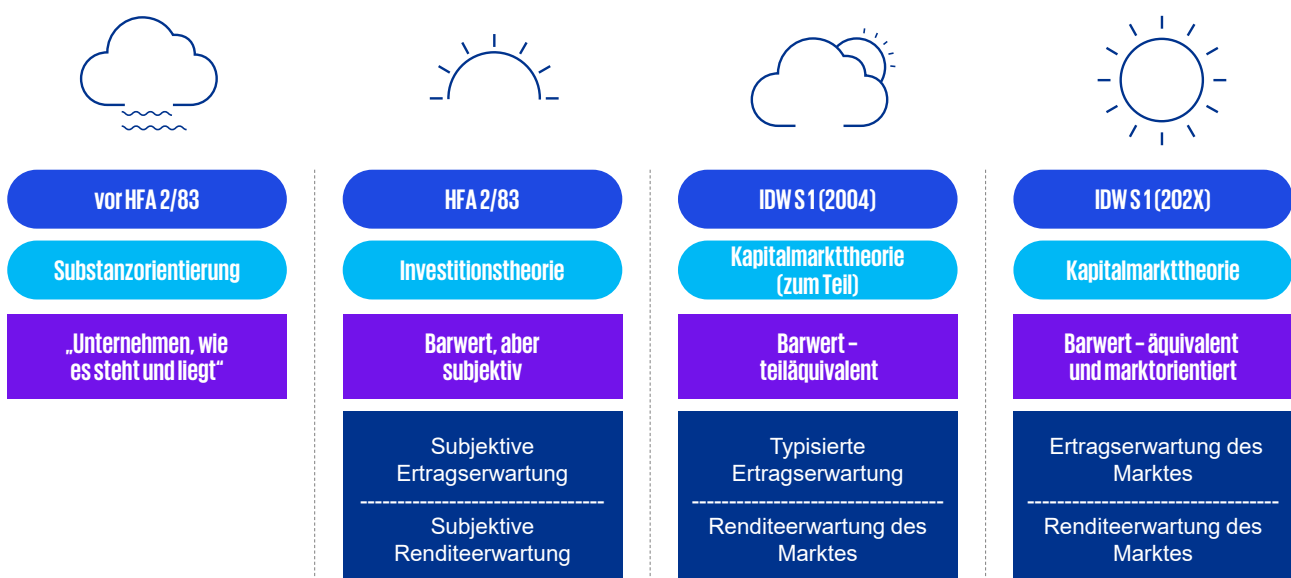 vor HFA 2/83
Substanzorientierung
„Unternehmen, wie
es steht und liegt“
HFA 2/83
Investitionstheorie
Barwert, aber
subjektiv
Subjektive
Ertragserwartung
---------------------------------
Subjektive
Renditeerwartung
IDW S 1 (2004)
Kapitalmarkttheorie
(zum Teil)
Barwert –
teiläquivalent
Typisierte
Ertragserwartung
----------------------------------
Renditeerwartung des
Marktes
IDW S 1 (202X)
Kapitalmarkttheorie
Barwert – äquivalent
und marktorientiert
Ertragserwartung des
Marktes
----------------------------------
Renditeerwartung des
Marktes